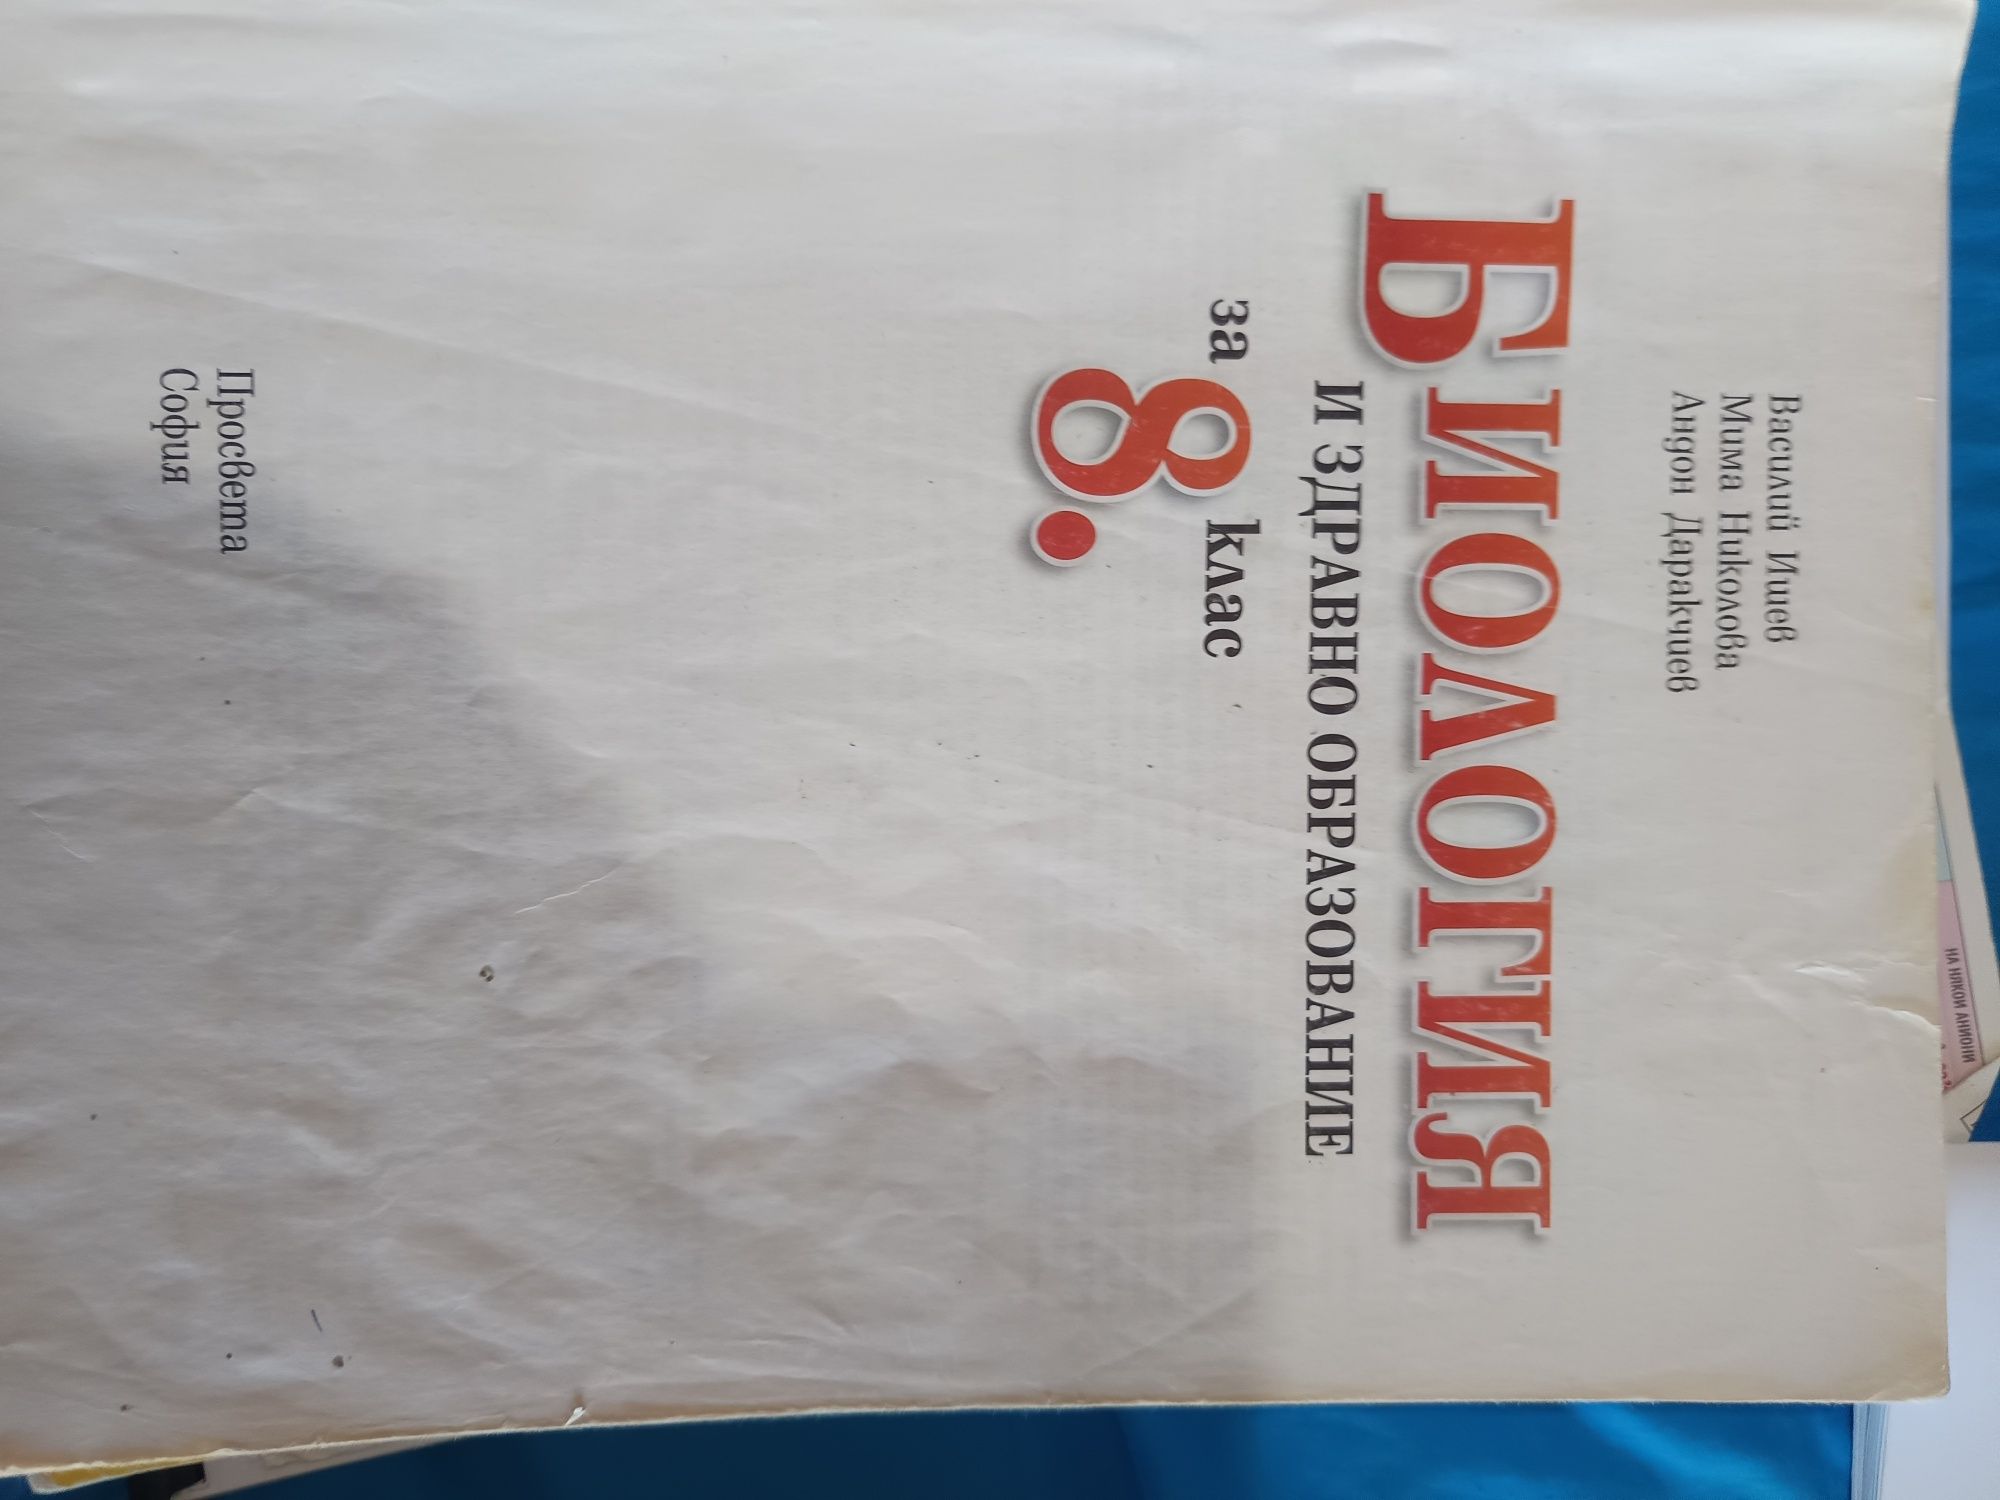 Василий Ишев
Мима Николова
Андон Даракчиев
БИОЛОГИЯ
И ЗДРАВНО ОБРАЗОВАНИЕ
за 8. клас
Просвета
София
НА НЯКОИ АНИОНИ